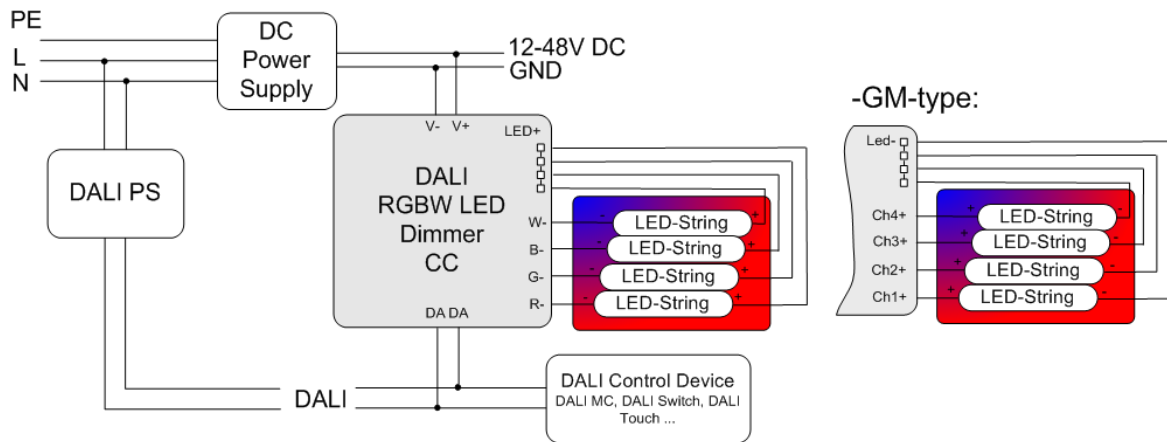 PE
L
N
DC
Power
Supply
12-48V DC
GND
DALI PS
V- V+
LED+
DALI
RGBW LED
Dimmer
CC
W-
B-
G-
R-
DA DA
- LED-String +
- LED-String +
- LED-String +
- LED-String +
DALI
DALI Control Device
DALI MC, DALI Switch, DALI
Touch ...
-GM-type:
Led-
Ch4+
Ch3+
Ch2+
Ch1+
+ LED-String -
+ LED-String -
+ LED-String -
+ LED-String -